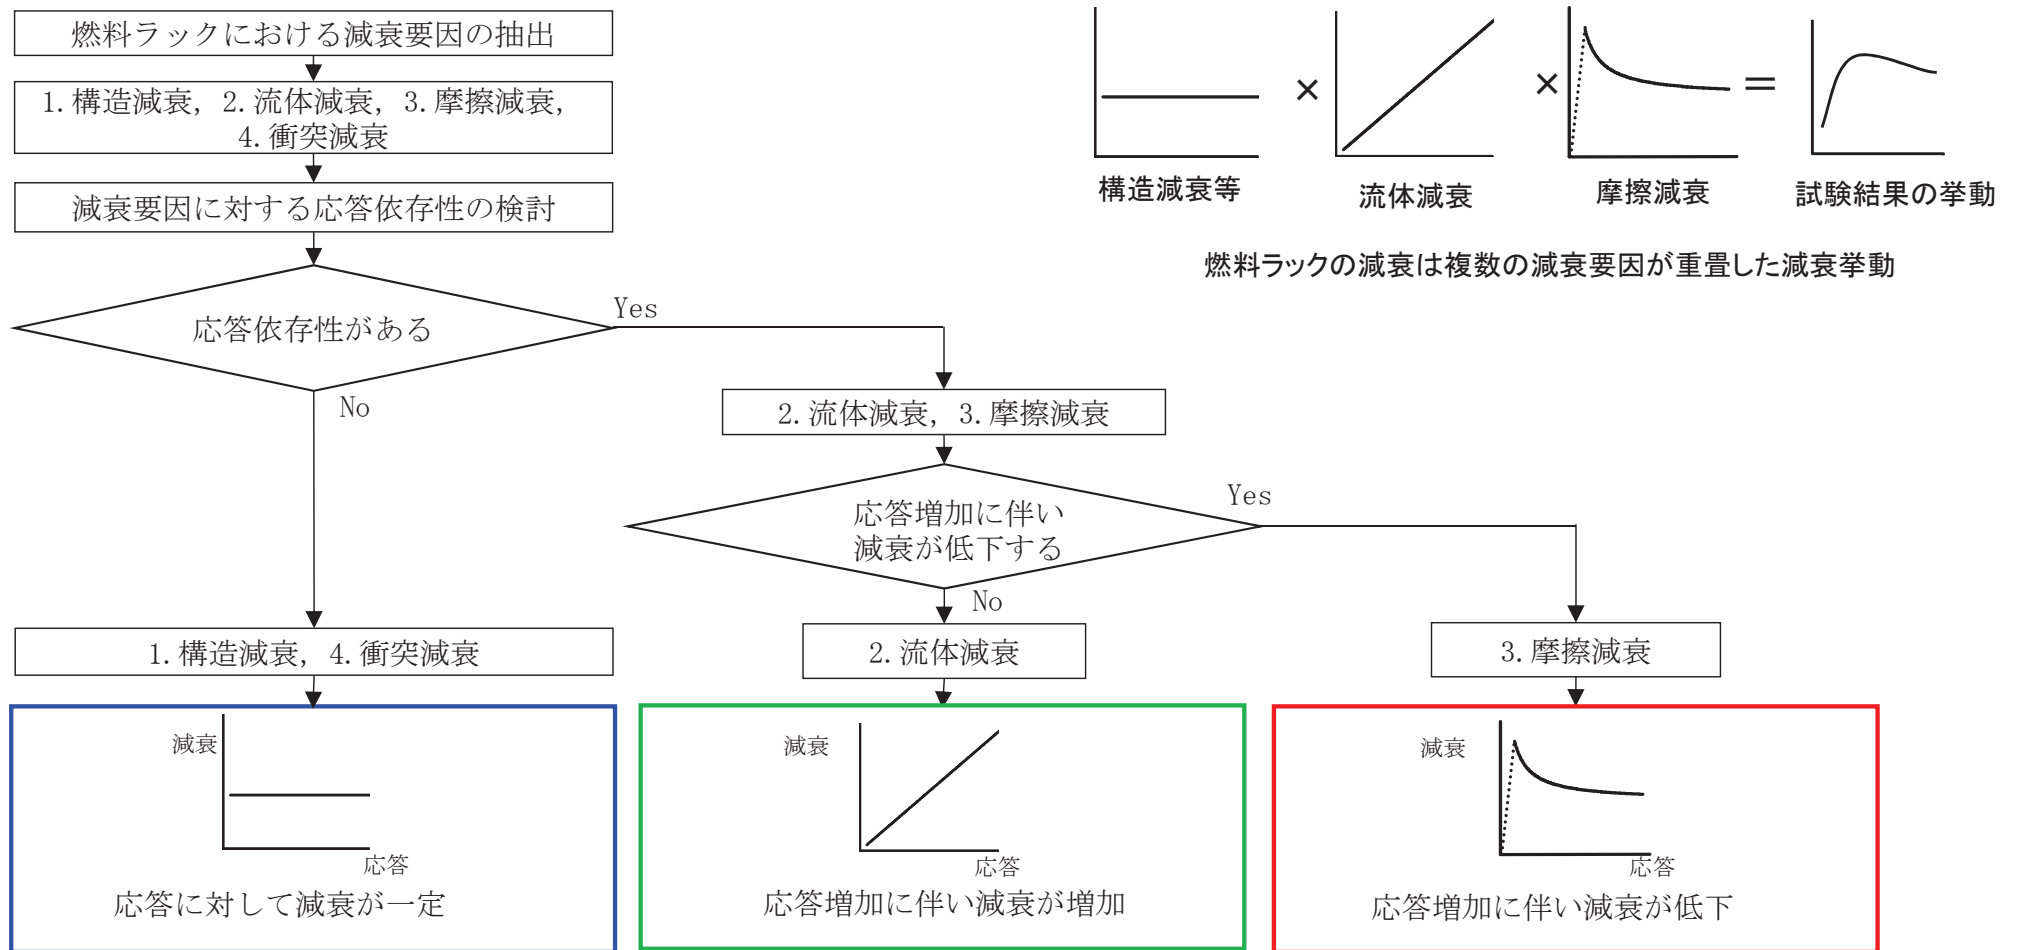 燃料ラックにおける減衰要因の抽出
1.構造減衰, 2.流体減衰, 3.摩擦減衰,
4.衝突減衰
減衰要因に対する応答依存性の検討
応答依存性がある
Yes
No
2.流体減衰, 3.摩擦減衰
応答増加に伴い
減衰が低下する
Yes
No
1.構造減衰, 4.衝突減衰
2.流体減衰
3.摩擦減衰
減衰
応答
応答に対して減衰が一定
減衰
応答
応答増加に伴い減衰が増加
減衰
応答
応答増加に伴い減衰が低下
× × =
構造減衰等
流体減衰
摩擦減衰
試験結果の挙動
燃料ラックの減衰は複数の減衰要因が重畳した減衰挙動